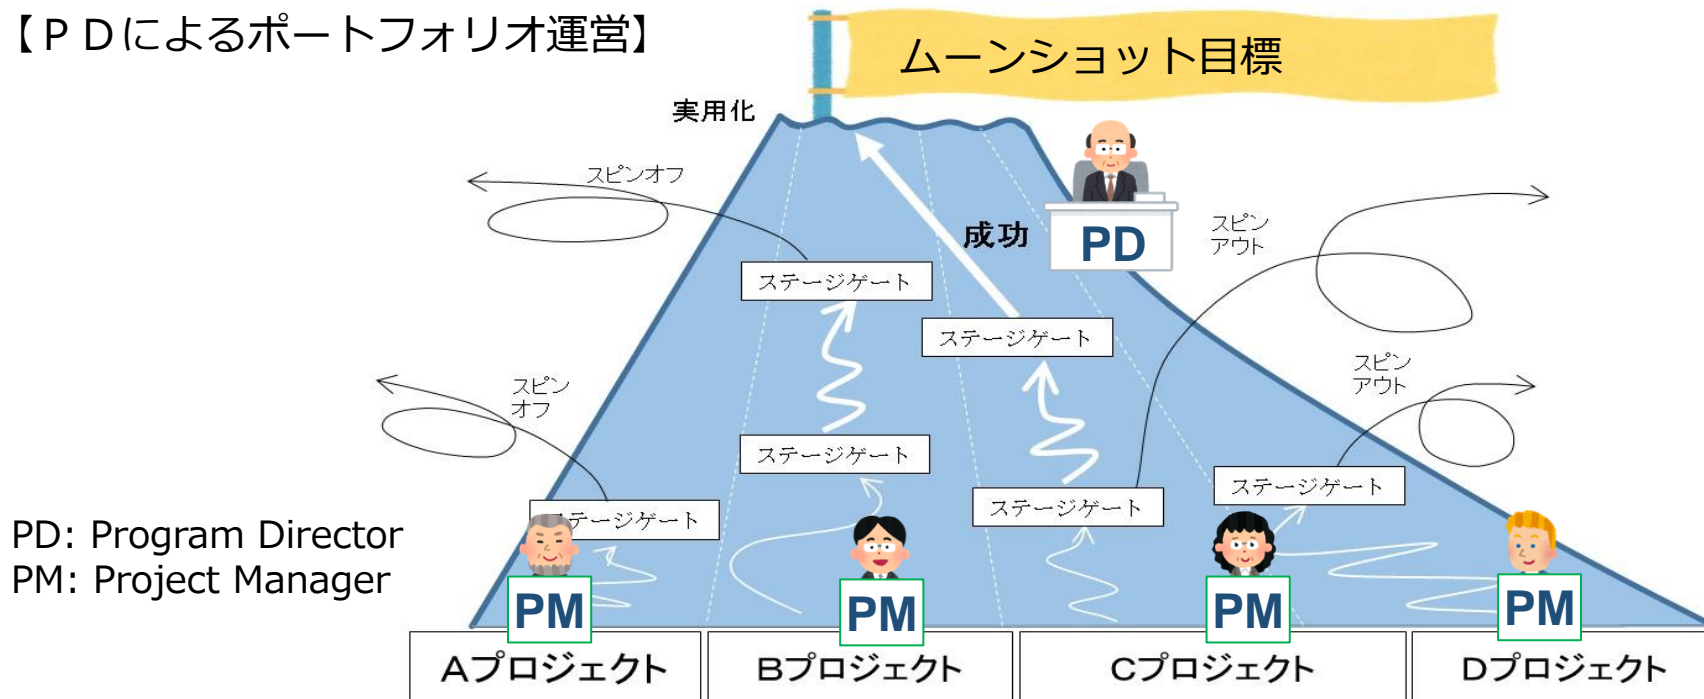 【ＰＤによるポートフォリオ運営】
ムーンショット目標
実用化
スピンオフ
成功
PD
スピン
アウト
ステージゲート
ステージゲート
スピン
オフ
スピン
アウト
ステージゲート
ステージゲート
ステージゲート
ステージゲート
PD: Program Director
PM: Project Manager
PM
PM
PM
PM
Aプロジェクト
Bプロジェクト
Cプロジェクト
Dプロジェクト